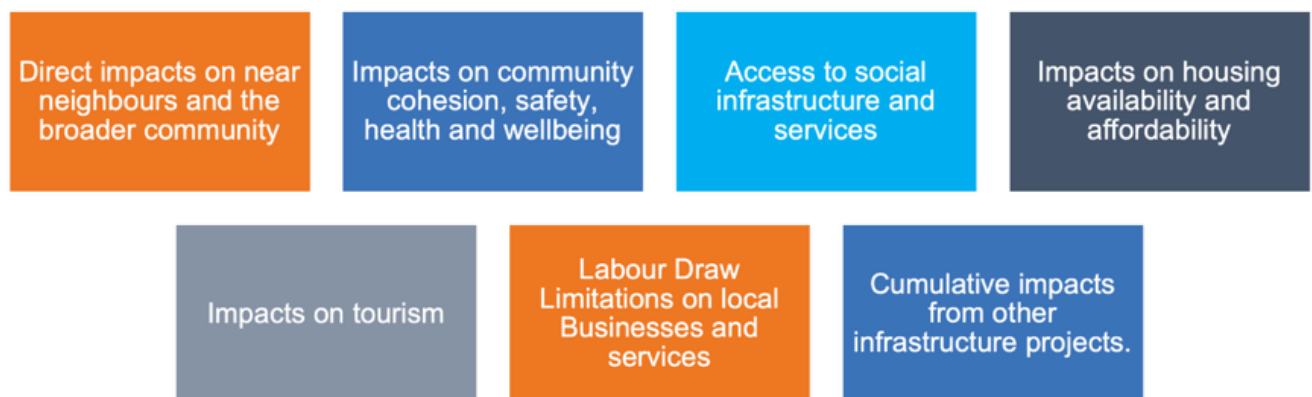 Direct impacts on near
neighbours and the
broader community
Impacts on community
cohesion, safety,
health and wellbeing
Access to social
infrastructure and
services
Impacts on housing
availability and
affordability
Impacts on tourism
Labour Draw
Limitations on local
Businesses and
services
Cumulative impacts
from other
infrastructure projects.